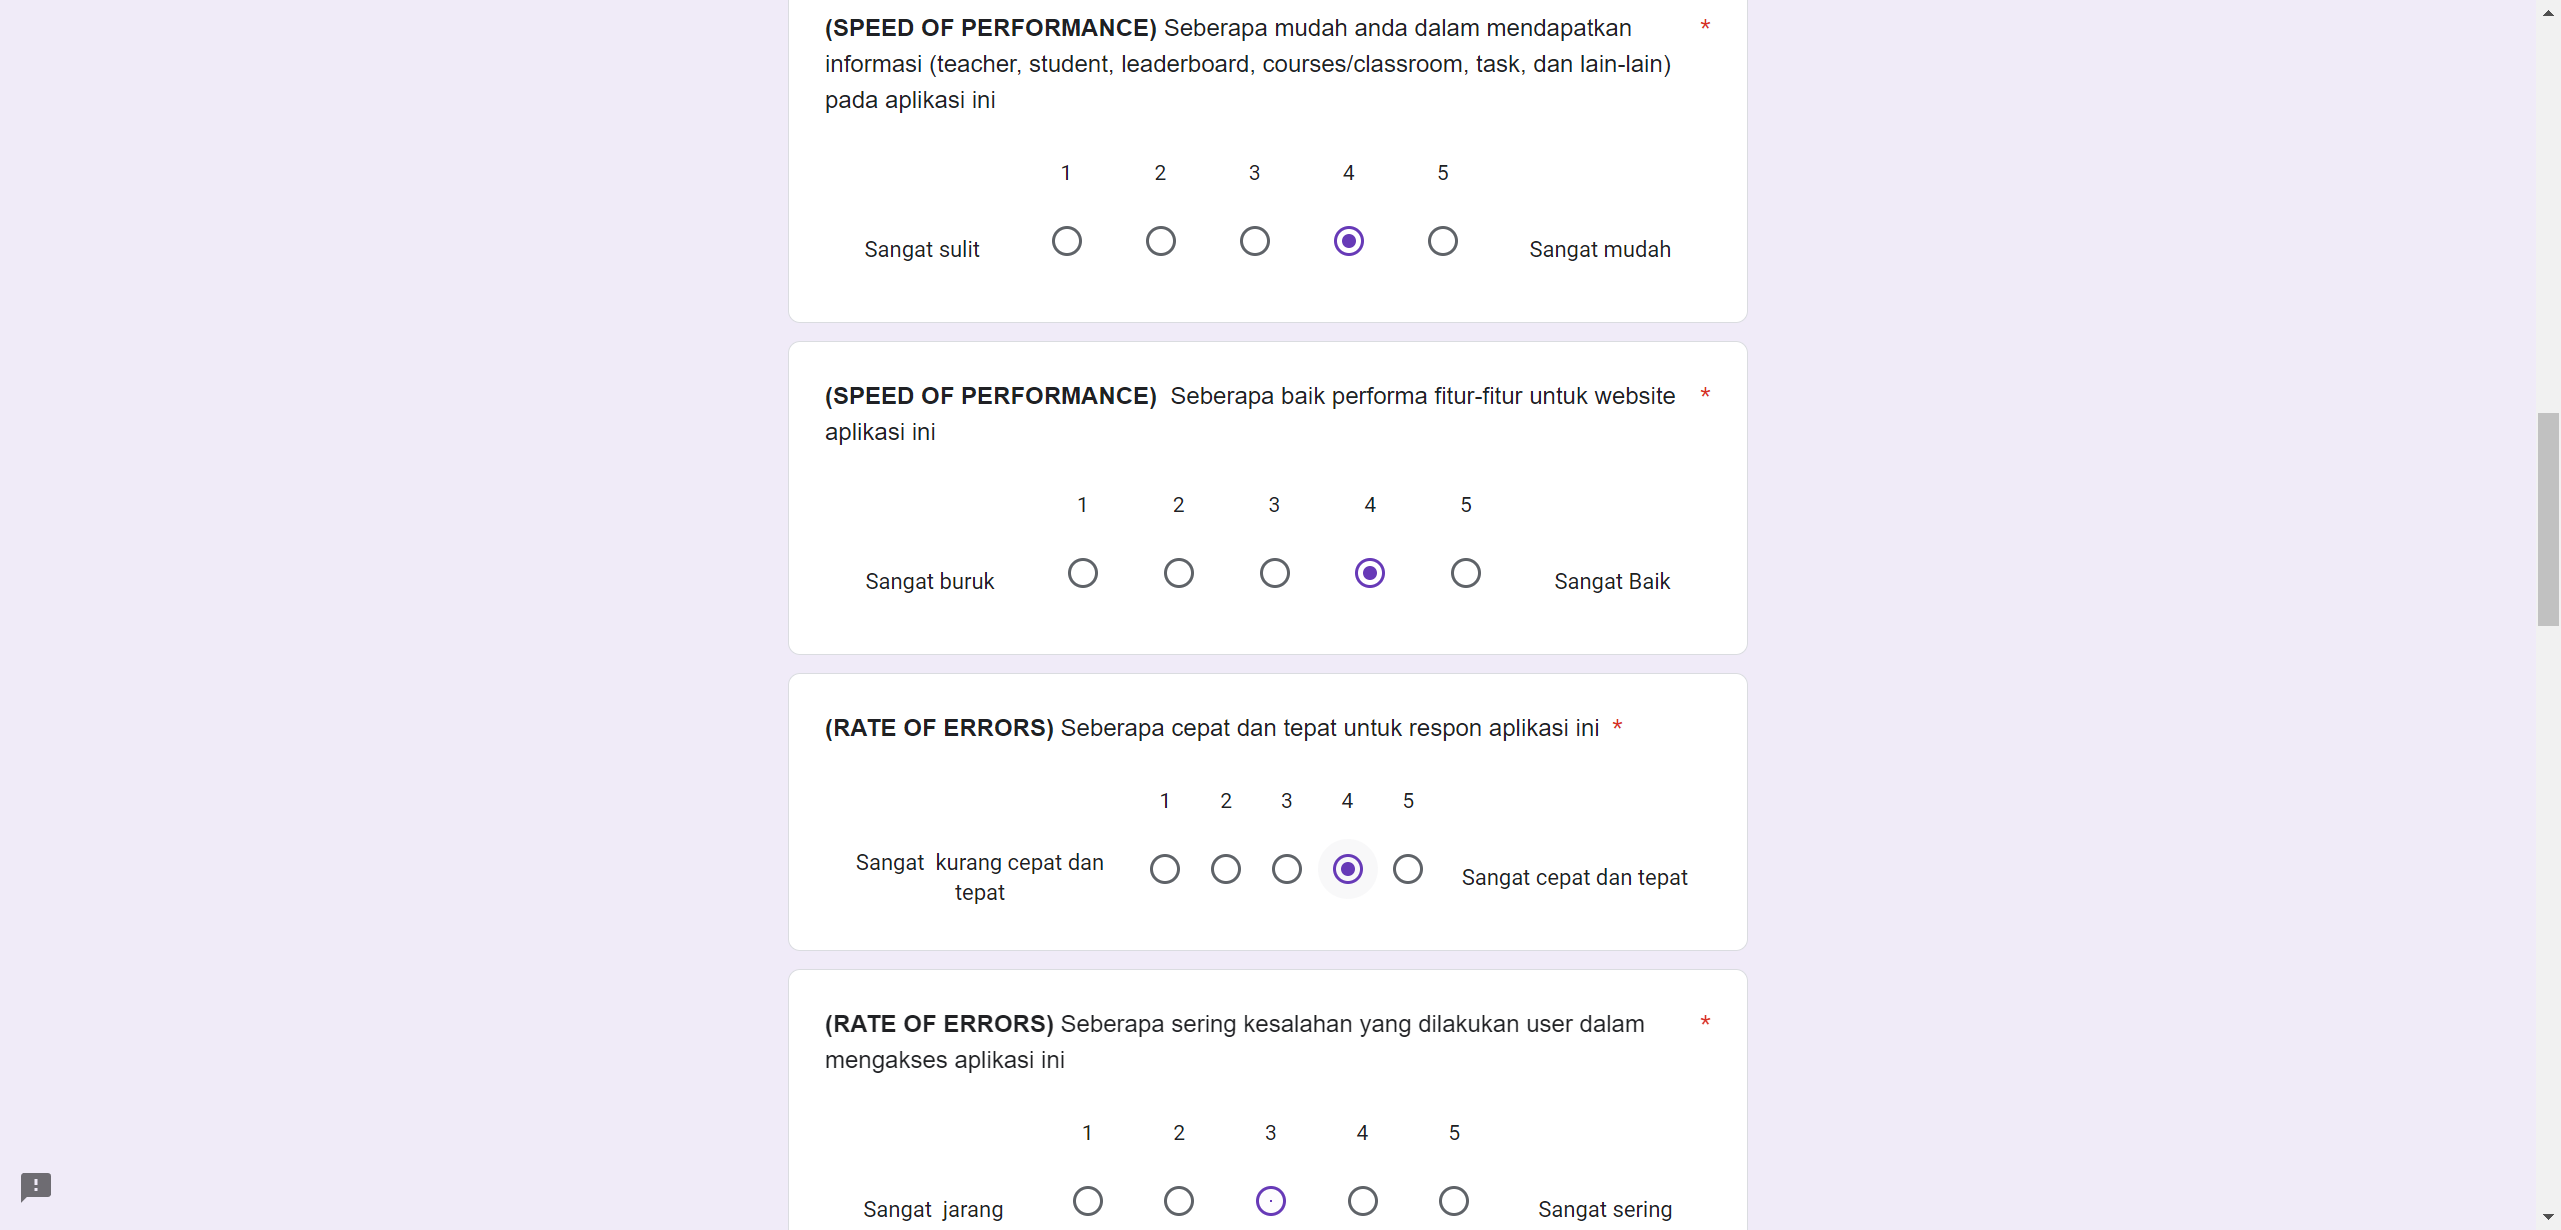 (SPEED OF PERFORMANCE) Seberapa mudah anda dalam mendapatkan *
informasi (teacher, student, leaderboard, courses/classroom, task, dan lain-lain)
pada aplikasi ini
1 2 3 4 5
Sangat sulit Sangat mudah
(SPEED OF PERFORMANCE) Seberapa baik performa fitur-fitur untuk website *
aplikasi ini
1 2 3 4 5
Sangat buruk Sangat Baik
(RATE OF ERRORS) Seberapa cepat dan tepat untuk respon aplikasi ini *
1 2 3 4 5
Sangat kurang cepat dan
tepat
Sangat cepat dan tepat
(RATE OF ERRORS) Seberapa sering kesalahan yang dilakukan user dalam *
mengakses aplikasi ini
1 2 3 4 5
Sangat jarang Sangat sering